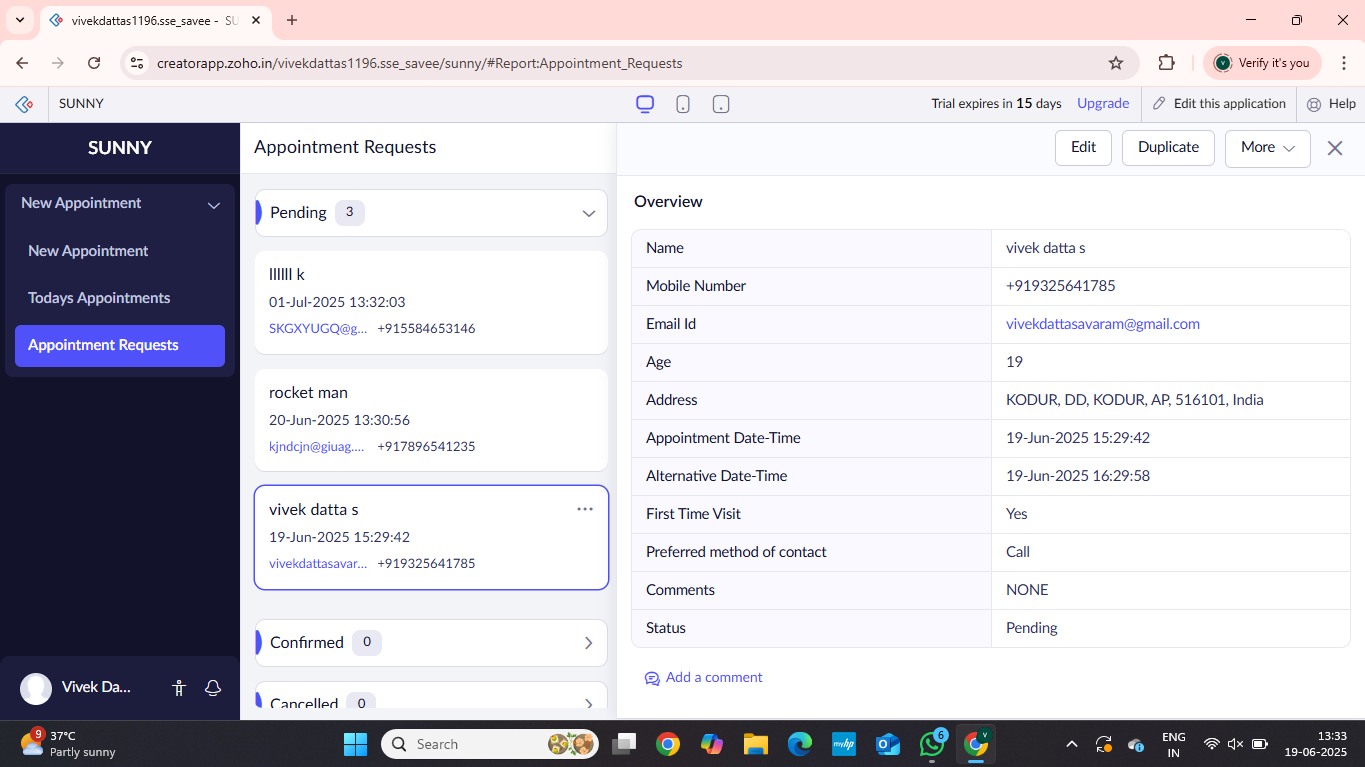 vivekdattas1196.sse_savee - SU
creatorapp.zoho.in/vivekdattas1196.sse_savee/sunny/#Report:Appointment_Requests
Verify it's you
SUNNY
Trial expires in 15 days
Upgrade
Edit this application
Help
SUNNY
New Appointment
New Appointment
Todays Appointments
Appointment Requests
Vivek Da...
Appointment Requests
Pending 3
llllll k
01-Jul-2025 13:32:03
SKGXYUGQ@g... +915584653146
rocket man
20-Jun-2025 13:30:56
kjndcjn@giuag.... +917896541235
vivek datta s
19-Jun-2025 15:29:42
vivekdattasavar... +919325641785
Confirmed 0
Cancelled 0
Edit
Duplicate
More
Overview
Name vivek datta s
Mobile Number +919325641785
Email Id vivekdattasavaram@gmail.com
Age 19
Address KODUR, DD, KODUR, AP, 516101, India
Appointment Date-Time 19-Jun-2025 15:29:42
Alternative Date-Time 19-Jun-2025 16:29:58
First Time Visit Yes
Preferred method of contact Call
Comments NONE
Status Pending
Add a comment
9
37°C
Partly sunny
Search
myhp
6
V
ENG
IN
13:33
19-06-2025